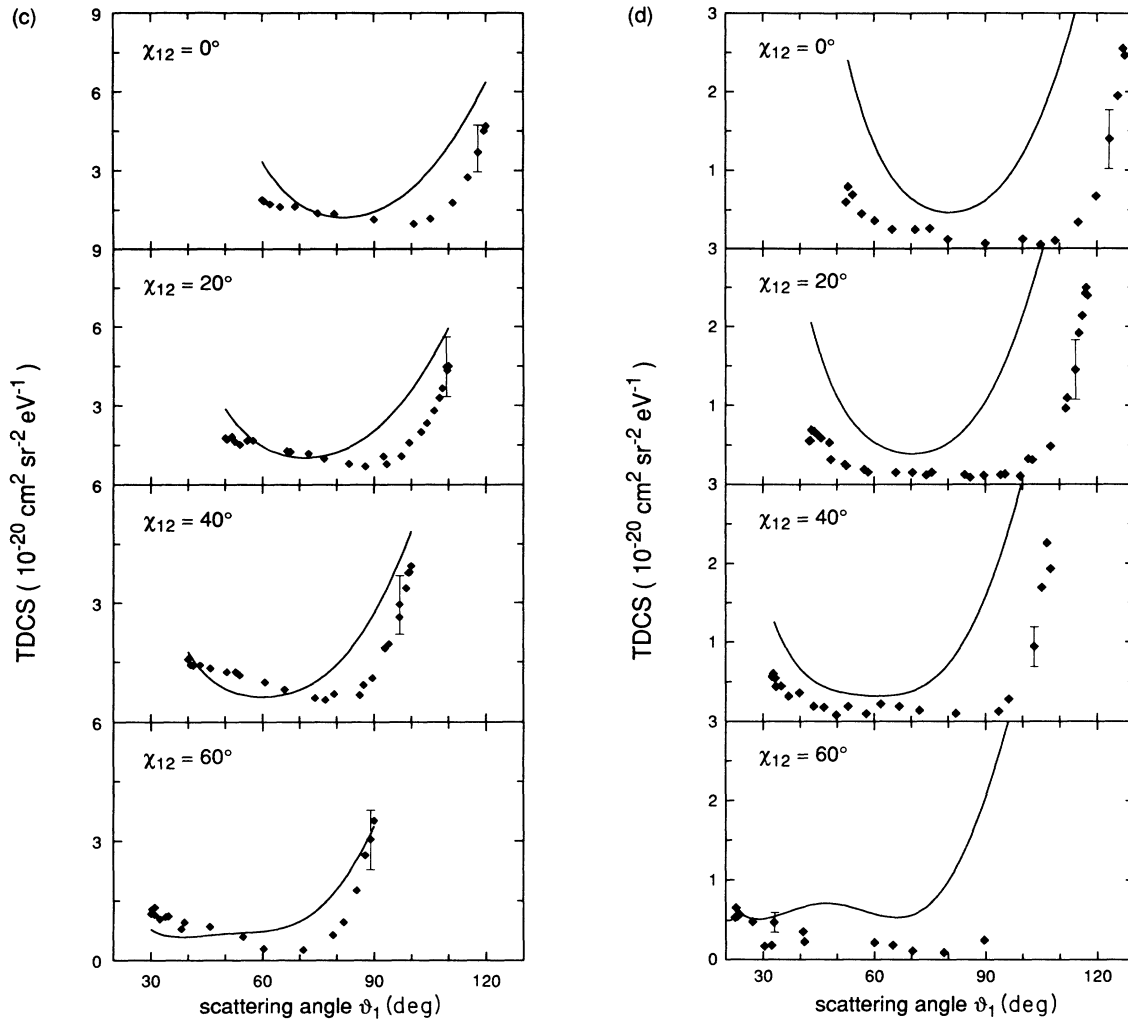 (c)
9
χ12 = 0°
6
3
9
χ12 = 20°
6
3
6
χ12 = 40°
3
6
χ12 = 60°
3
0
30 60 90 120
scattering angle ϑ1 (deg)
TDCS ( 10-20 cm2 sr-2 eV-1 )
(d)
3
χ12 = 0°
2
1
3
χ12 = 20°
2
1
3
χ12 = 40°
2
1
3
χ12 = 60°
2
1
0
30 60 90 120
scattering angle ϑ1 (deg)
TDCS ( 10-20 cm2 sr-2 eV-1 )